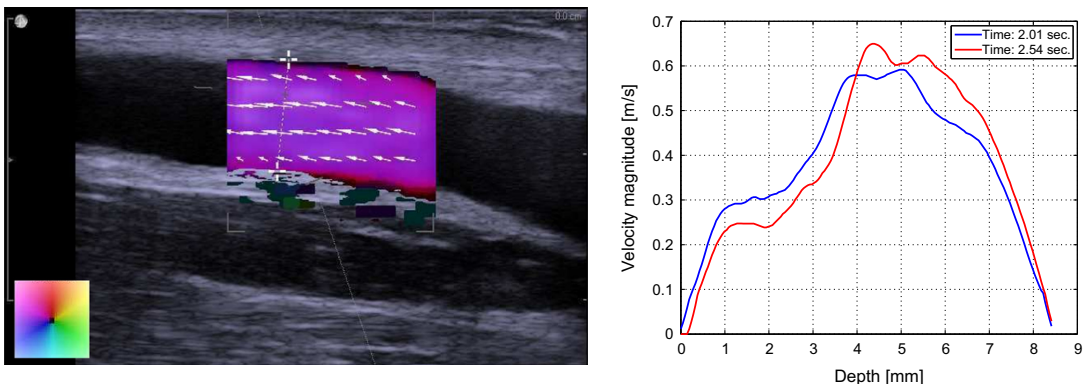 0.0 cm
0.7
0.6
0.5
0.4
0.3
0.2
0.1
0
0 1 2 3 4 5 6 7 8 9
Velocity magnitude [m/s]
Depth [mm]
Time: 2.01 sec.
Time: 2.54 sec.